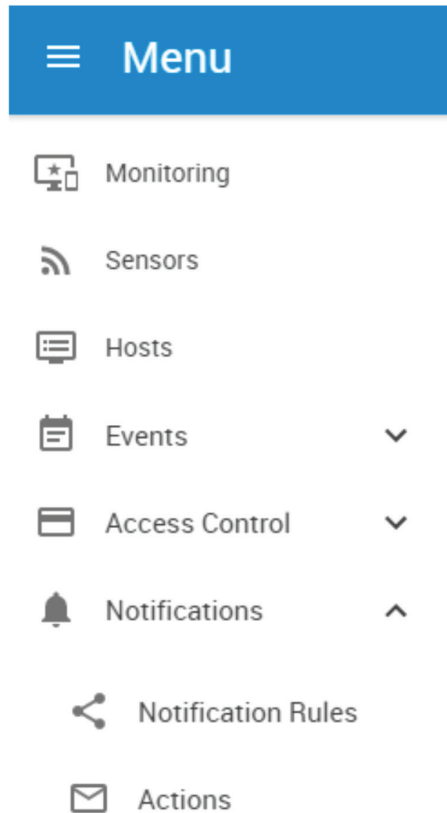 Menu
Monitoring
Sensors
Hosts
Events
Access Control
Notifications
Notification Rules
Actions